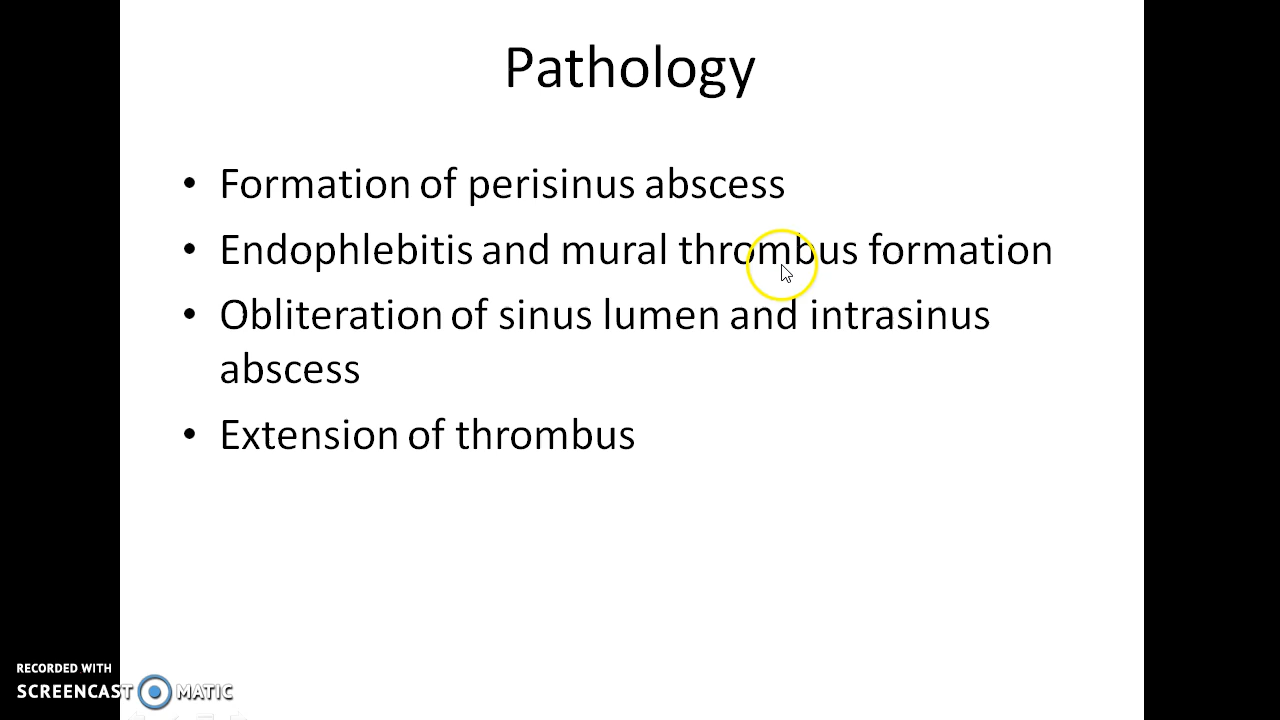 Pathology
• Formation of perisinus abscess
• Endophlebitis and mural thrombus formation
• Obliteration of sinus lumen and intrasinus
abscess
• Extension of thrombus
RECORDED WITH
SCREENCAST MATIC